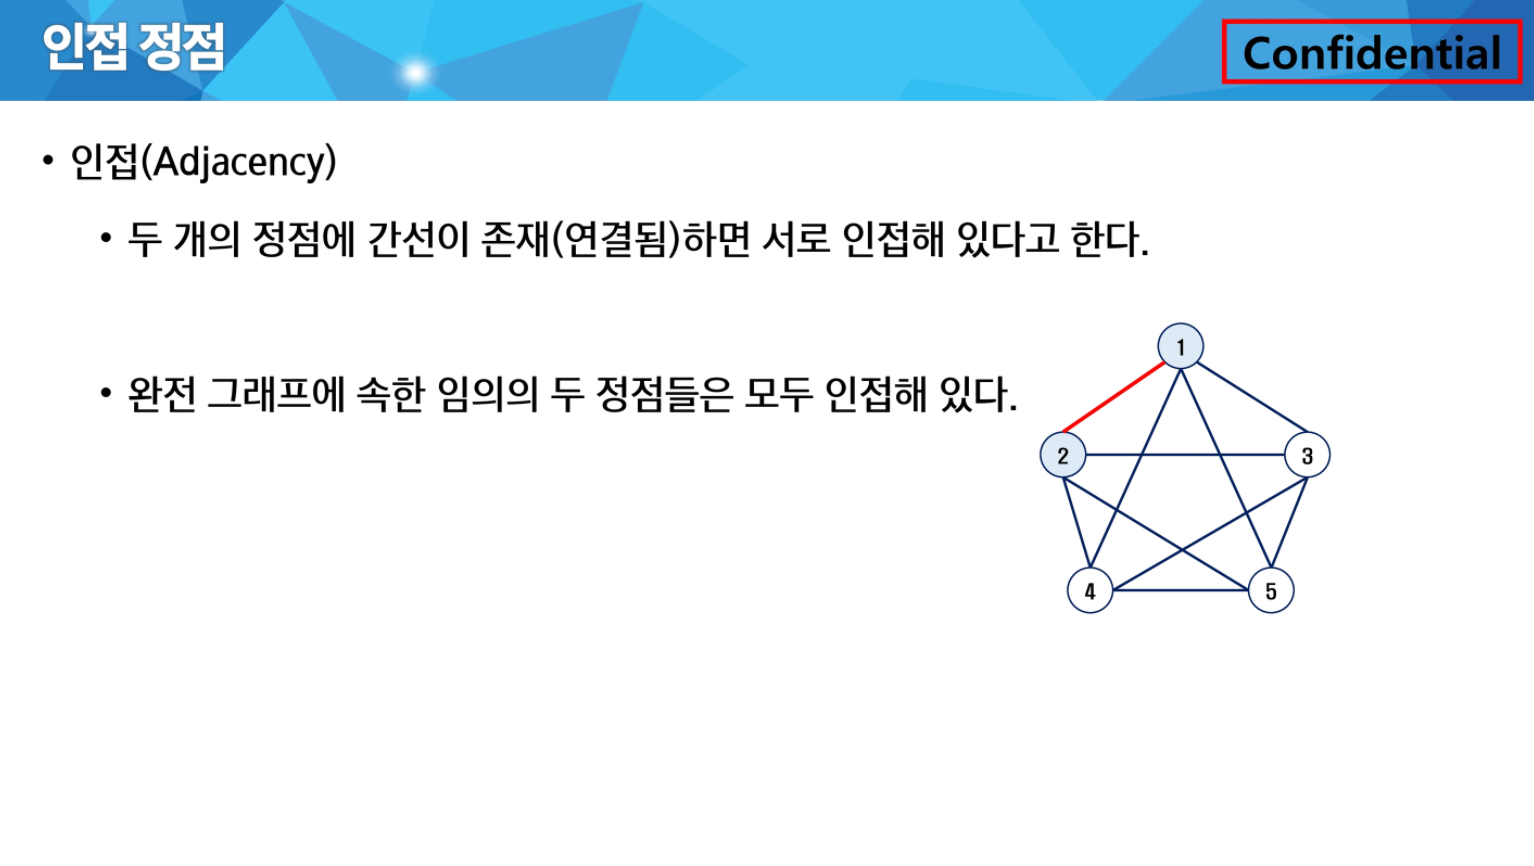 인접 정점
Confidential
• 인접(Adjacency)
• 두 개의 정점에 간선이 존재(연결됨)하면 서로 인접해 있다고 한다.
• 완전 그래프에 속한 임의의 두 정점들은 모두 인접해 있다.
1
2
3
4
5